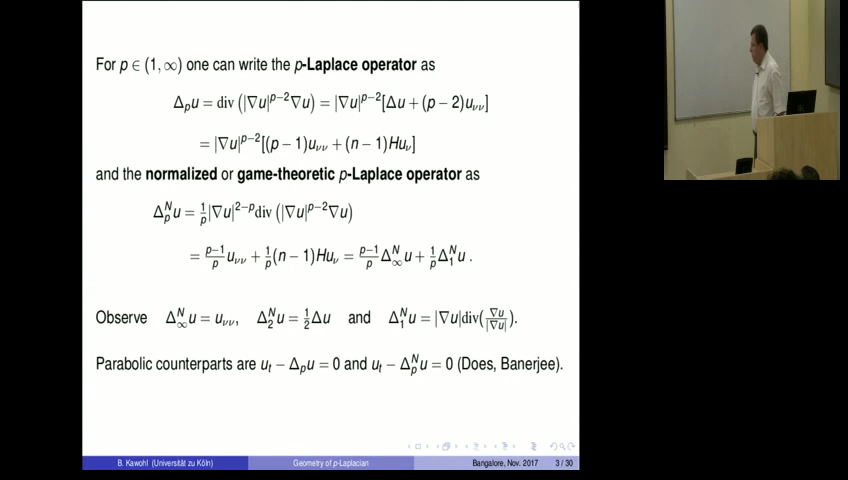 For p ∈ (1, ∞) one can write the p-Laplace operator as
Δₚu = div (|∇u|^{p−2}∇u) = |∇u|^{p−2}[Δu + (p − 2)u_{νν}]
= |∇u|^{p−2}[(p − 1)u_{νν} + (n − 1)Hu_ν]
and the normalized or game-theoretic p-Laplace operator as
Δ_p^N u = 1/p |∇u|^{2−p}div (|∇u|^{p−2}∇u)
= p−1/p u_{νν} + 1/p (n − 1)Hu_ν = p−1/p Δ_∞^N u + 1/p Δ_1^N u .
Observe Δ_∞^N u = u_{νν}, Δ_2^N u = 1/2 Δu and Δ_1^N u = |∇u|div(∇u/|∇u|).
Parabolic counterparts are u_t − Δ_p u = 0 and u_t − Δ_p^N u = 0 (Does, Banerjee).
B. Kawohl (Universität zu Köln) Geometry of p-Laplacian Bangalore, Nov. 2017 3 / 30